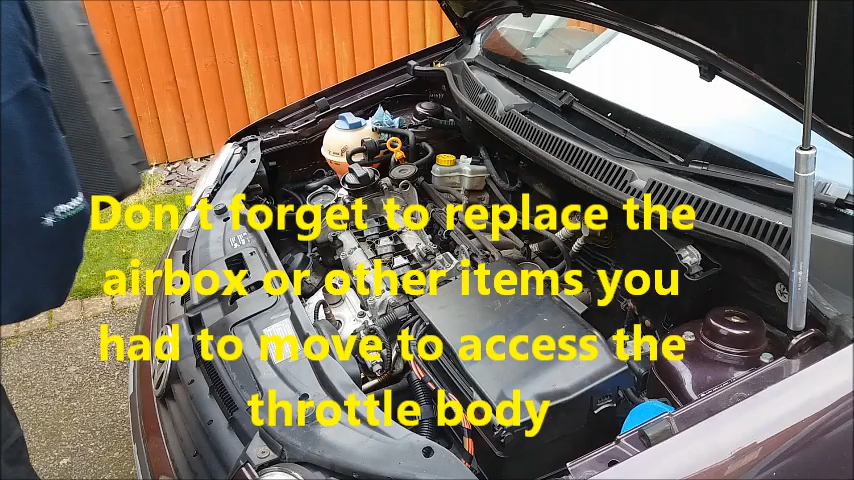 Don't forget to replace the
airbox or other items you
had to move to access the
throttle body